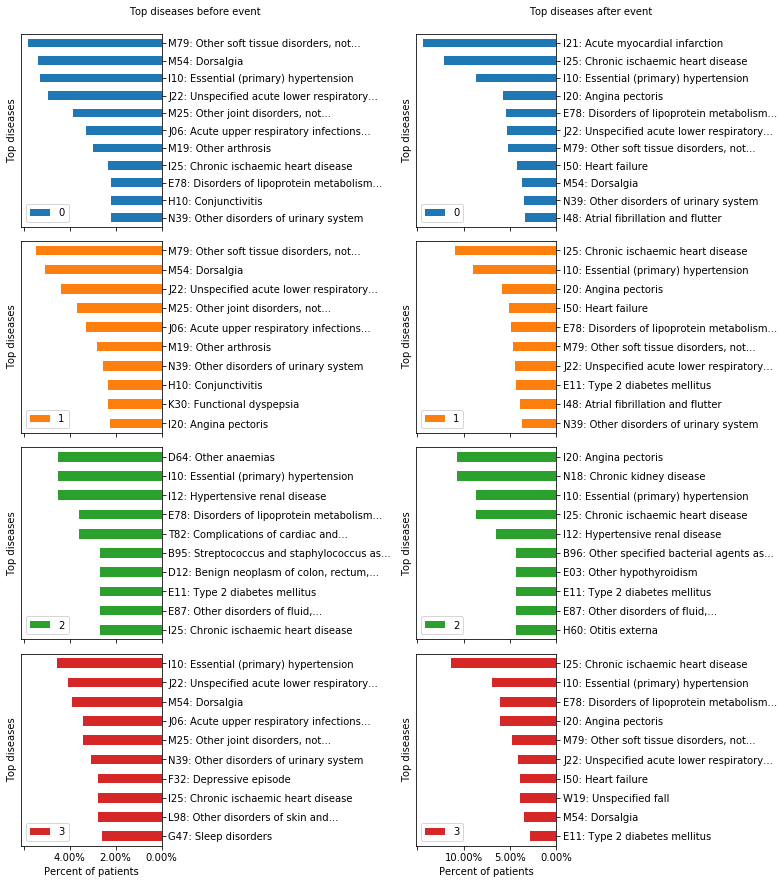 Top diseases before event
M79: Other soft tissue disorders, not...
M54: Dorsalgia
I10: Essential (primary) hypertension
J22: Unspecified acute lower respiratory...
M25: Other joint disorders, not...
J06: Acute upper respiratory infections...
M19: Other arthrosis
I25: Chronic ischaemic heart disease
E78: Disorders of lipoprotein metabolism...
H10: Conjunctivitis
N39: Other disorders of urinary system
Top diseases
0
M79: Other soft tissue disorders, not...
M54: Dorsalgia
J22: Unspecified acute lower respiratory...
M25: Other joint disorders, not...
J06: Acute upper respiratory infections...
M19: Other arthrosis
N39: Other disorders of urinary system
H10: Conjunctivitis
K30: Functional dyspepsia
I20: Angina pectoris
Top diseases
1
D64: Other anaemias
I10: Essential (primary) hypertension
I12: Hypertensive renal disease
E78: Disorders of lipoprotein metabolism...
T82: Complications of cardiac and...
B95: Streptococcus and staphylococcus as...
D12: Benign neoplasm of colon, rectum,...
E11: Type 2 diabetes mellitus
E87: Other disorders of fluid,...
I25: Chronic ischaemic heart disease
Top diseases
2
I10: Essential (primary) hypertension
J22: Unspecified acute lower respiratory...
M54: Dorsalgia
J06: Acute upper respiratory infections...
M25: Other joint disorders, not...
N39: Other disorders of urinary system
F32: Depressive episode
I25: Chronic ischaemic heart disease
L98: Other disorders of skin and...
G47: Sleep disorders
Top diseases
3
4.00% 2.00% 0.00%
Percent of patients
Top diseases after event
I21: Acute myocardial infarction
I25: Chronic ischaemic heart disease
I10: Essential (primary) hypertension
I20: Angina pectoris
E78: Disorders of lipoprotein metabolism...
J22: Unspecified acute lower respiratory...
M79: Other soft tissue disorders, not...
I50: Heart failure
M54: Dorsalgia
N39: Other disorders of urinary system
I48: Atrial fibrillation and flutter
Top diseases
0
I25: Chronic ischaemic heart disease
I10: Essential (primary) hypertension
I20: Angina pectoris
I50: Heart failure
E78: Disorders of lipoprotein metabolism...
M79: Other soft tissue disorders, not...
J22: Unspecified acute lower respiratory...
E11: Type 2 diabetes mellitus
I48: Atrial fibrillation and flutter
N39: Other disorders of urinary system
Top diseases
1
I20: Angina pectoris
N18: Chronic kidney disease
I10: Essential (primary) hypertension
I25: Chronic ischaemic heart disease
I12: Hypertensive renal disease
B96: Other specified bacterial agents as...
E03: Other hypothyroidism
E11: Type 2 diabetes mellitus
E87: Other disorders of fluid,...
H60: Otitis externa
Top diseases
2
I25: Chronic ischaemic heart disease
I10: Essential (primary) hypertension
E78: Disorders of lipoprotein metabolism...
I20: Angina pectoris
M79: Other soft tissue disorders, not...
J22: Unspecified acute lower respiratory...
I50: Heart failure
W19: Unspecified fall
M54: Dorsalgia
E11: Type 2 diabetes mellitus
Top diseases
3
10.00% 5.00% 0.00%
Percent of patients